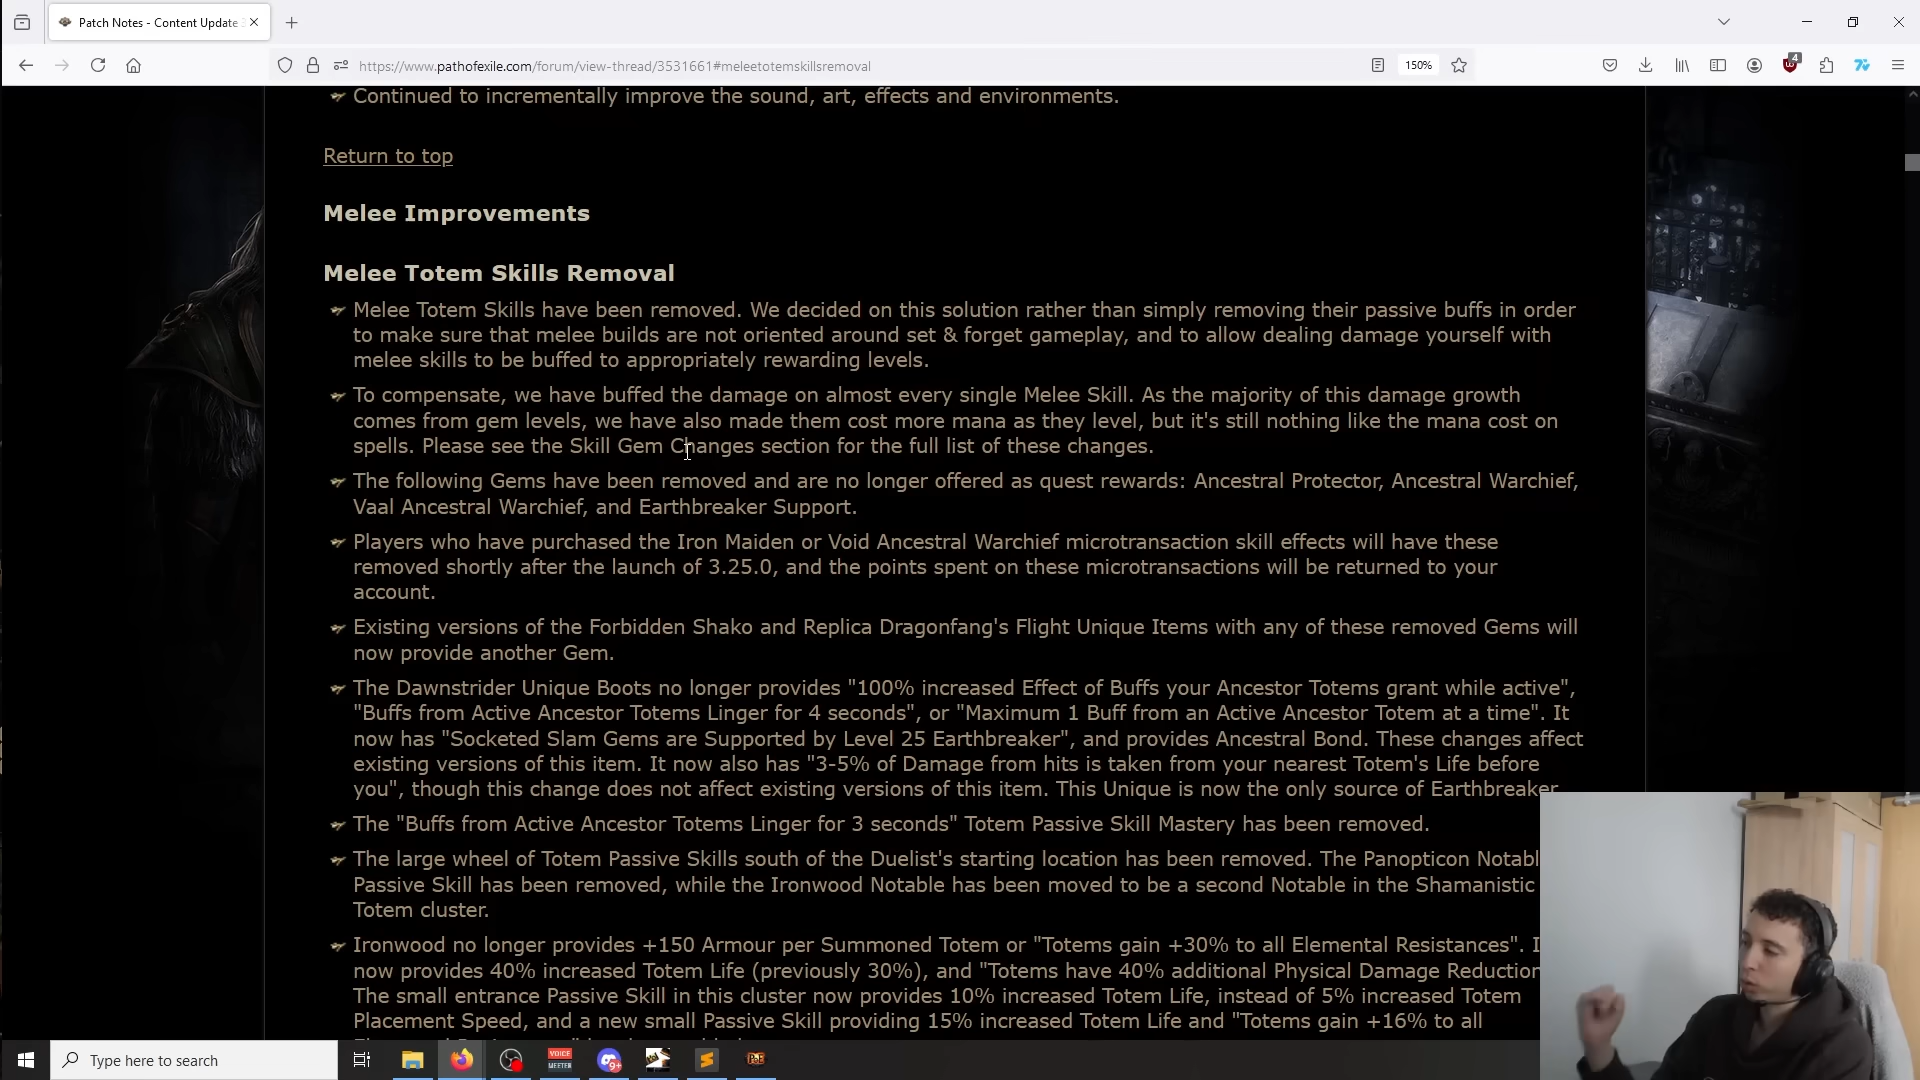 Patch Notes - Content Update 3
https://www.pathofexile.com/forum/view-thread/3531661#meleetotemskillsremoval
150%
4
Continued to incrementally improve the sound, art, effects and environments.
Return to top
Melee Improvements
Melee Totem Skills Removal
Melee Totem Skills have been removed. We decided on this solution rather than simply removing their passive buffs in order
to make sure that melee builds are not oriented around set & forget gameplay, and to allow dealing damage yourself with
melee skills to be buffed to appropriately rewarding levels.
To compensate, we have buffed the damage on almost every single Melee Skill. As the majority of this damage growth
comes from gem levels, we have also made them cost more mana as they level, but it's still nothing like the mana cost on
spells. Please see the Skill Gem Changes section for the full list of these changes.
The following Gems have been removed and are no longer offered as quest rewards: Ancestral Protector, Ancestral Warchief,
Vaal Ancestral Warchief, and Earthbreaker Support.
Players who have purchased the Iron Maiden or Void Ancestral Warchief microtransaction skill effects will have these
removed shortly after the launch of 3.25.0, and the points spent on these microtransactions will be returned to your
account.
Existing versions of the Forbidden Shako and Replica Dragonfang's Flight Unique Items with any of these removed Gems will
now provide another Gem.
The Dawnstrider Unique Boots no longer provides "100% increased Effect of Buffs your Ancestor Totems grant while active",
"Buffs from Active Ancestor Totems Linger for 4 seconds", or "Maximum 1 Buff from an Active Ancestor Totem at a time". It
now has "Socketed Slam Gems are Supported by Level 25 Earthbreaker", and provides Ancestral Bond. These changes affect
existing versions of this item. It now also has "3-5% of Damage from hits is taken from your nearest Totem's Life before
you", though this change does not affect existing versions of this item. This Unique is now the only source of Earthbreaker
The "Buffs from Active Ancestor Totems Linger for 3 seconds" Totem Passive Skill Mastery has been removed.
The large wheel of Totem Passive Skills south of the Duelist's starting location has been removed. The Panopticon Notabl
Passive Skill has been removed, while the Ironwood Notable has been moved to be a second Notable in the Shamanistic
Totem cluster.
Ironwood no longer provides +150 Armour per Summoned Totem or "Totems gain +30% to all Elemental Resistances". I
now provides 40% increased Totem Life (previously 30%), and "Totems have 40% additional Physical Damage Reduction
The small entrance Passive Skill in this cluster now provides 10% increased Totem Life, instead of 5% increased Totem
Placement Speed, and a new small Passive Skill providing 15% increased Totem Life and "Totems gain +16% to all
Type here to search
VOICE
MEETER
9+
PoE